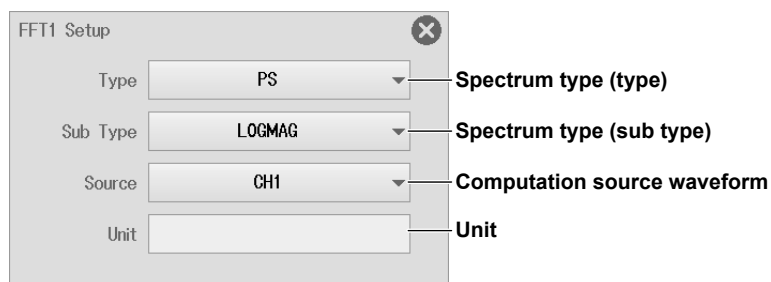 FFT1 Setup
Type PS Spectrum type (type)
Sub Type LOGMAG Spectrum type (sub type)
Source CH1 Computation source waveform
Unit Unit